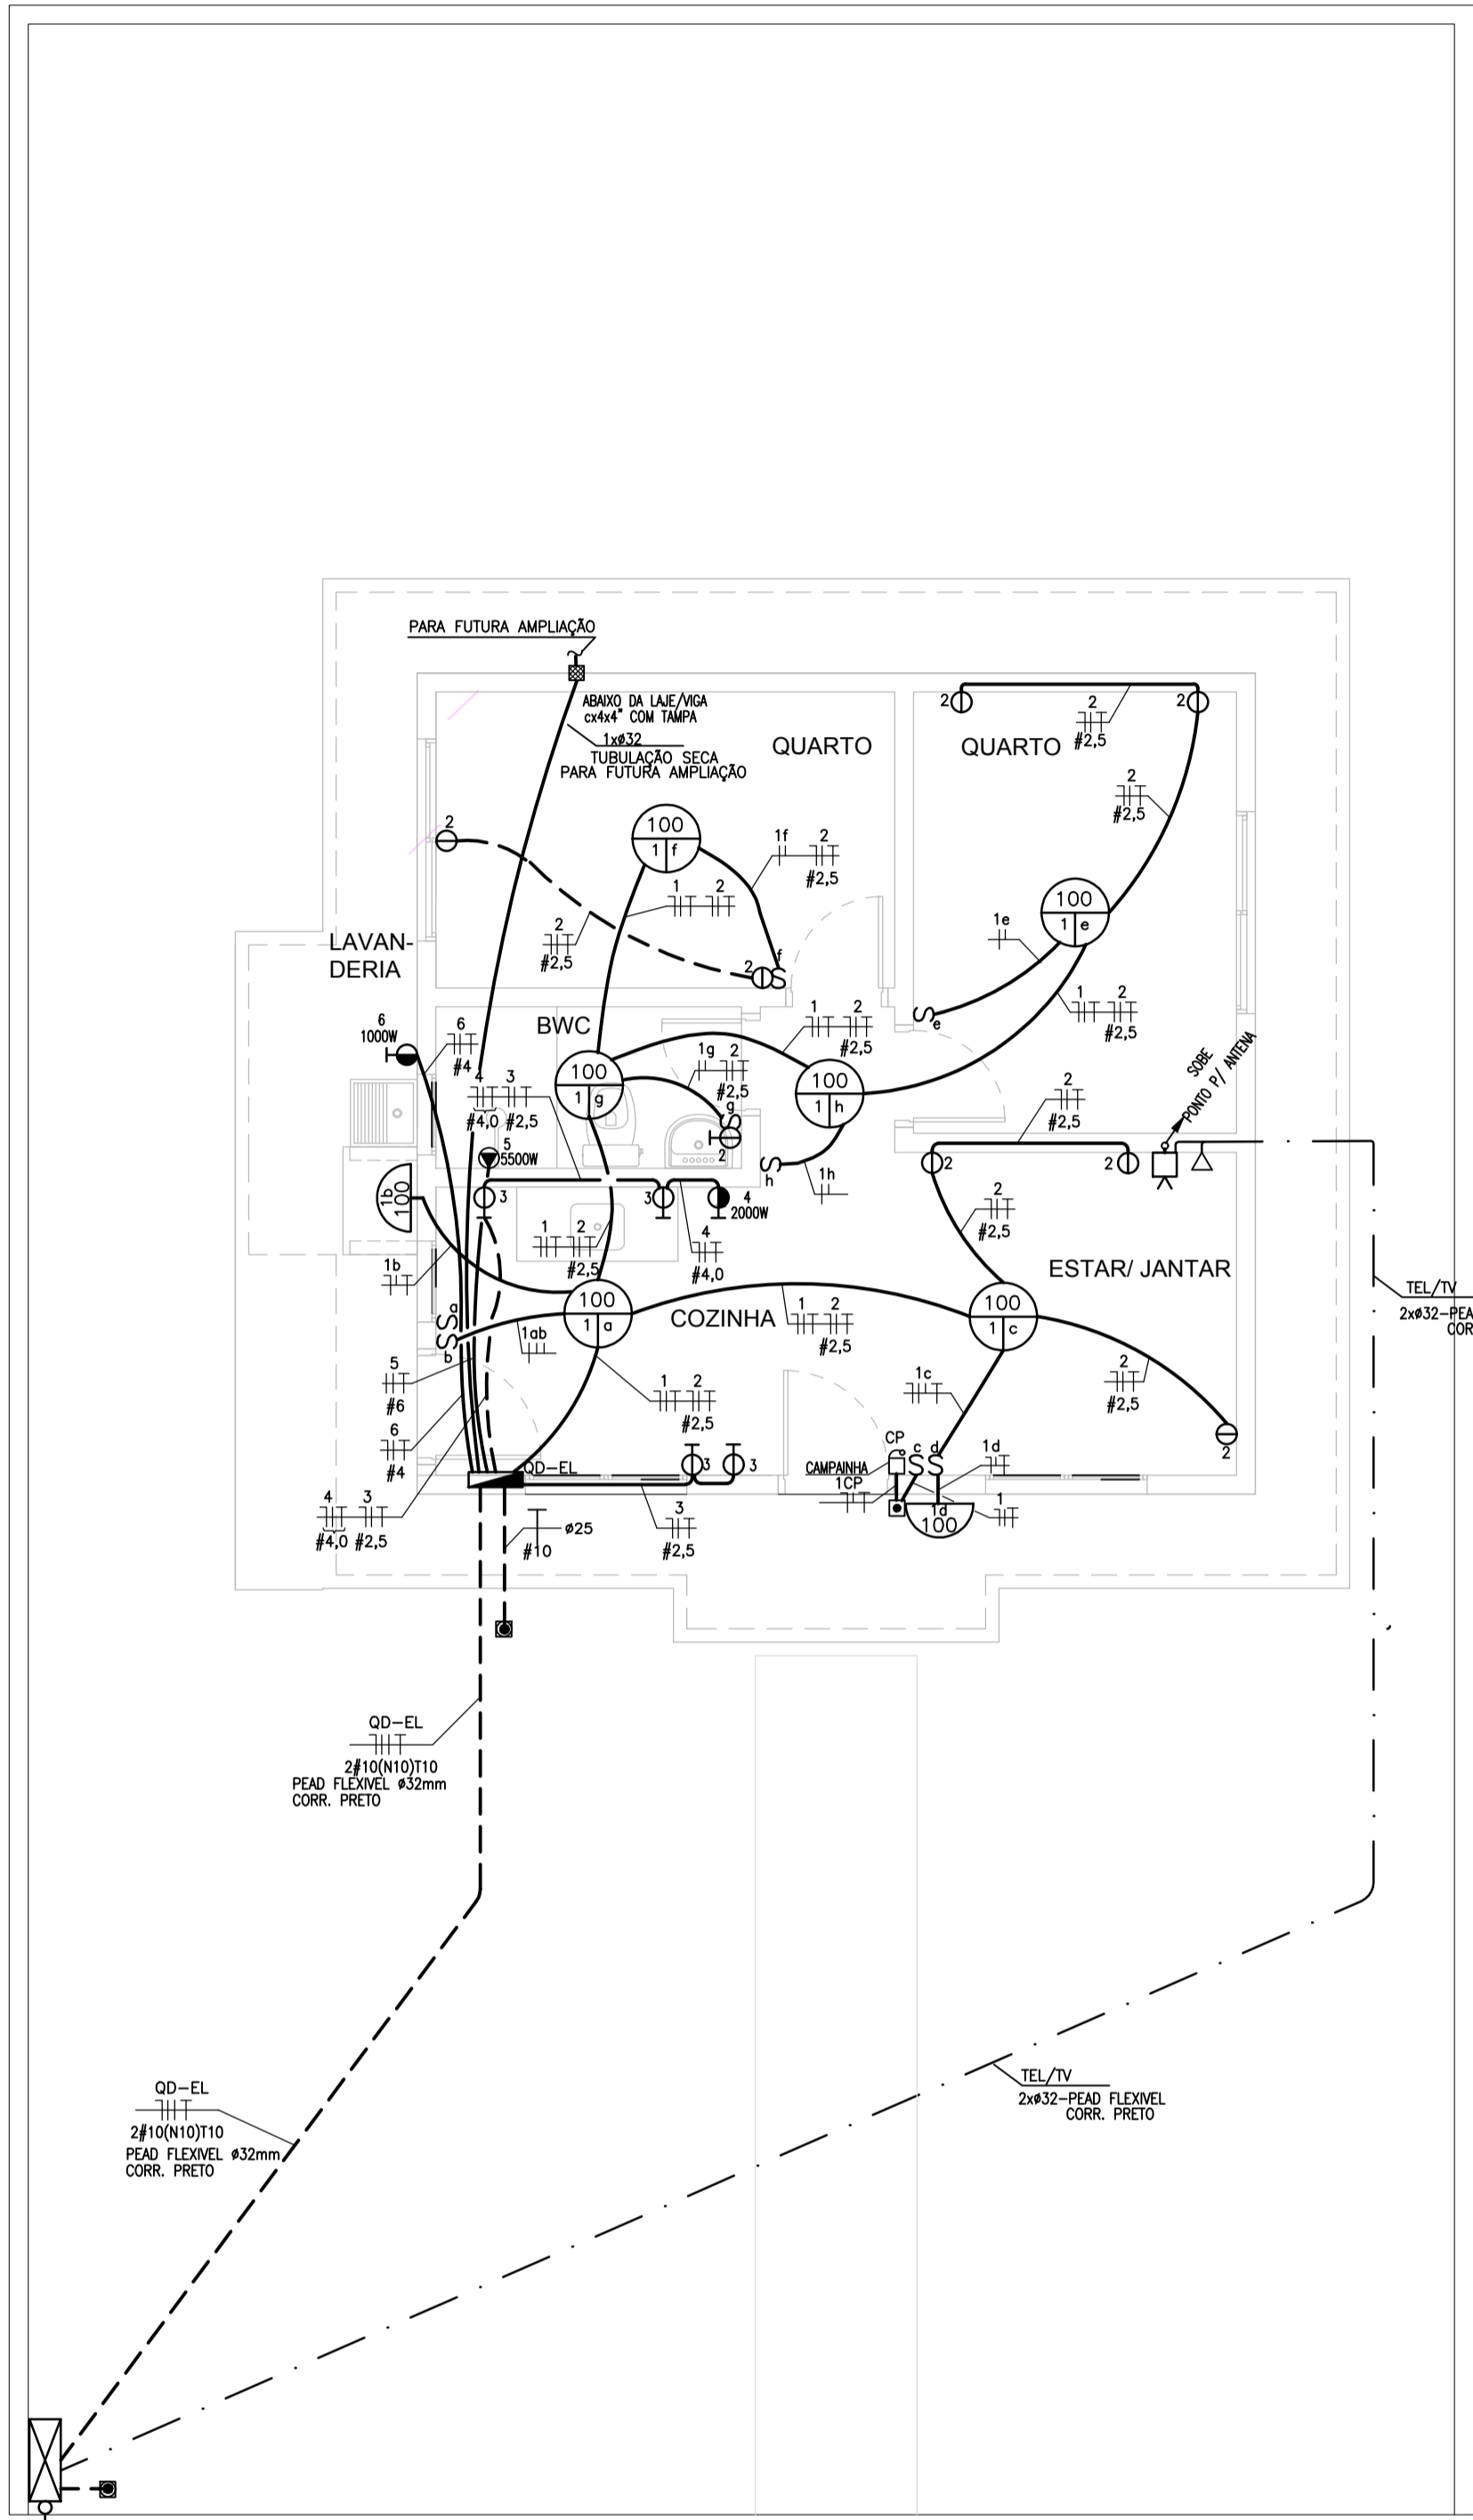 PARA FUTURA AMPLIAÇÃO
ABAIXO DA LAJE/VIGA
cx4x4" COM TAMPA
1xø32
TUBULAÇÃO SECA
PARA FUTURA AMPLIAÇÃO
QUARTO
QUARTO
2
2
2
#2,5
2
#2,5
2
100
1 f
1f 2
#2,5
1 2
2
#2,5
f
2
100
1 e
1e
e
1 2
#2,5
LAVAN-
DERIA
BWC
6
1000W
6
#4
4 3
#4,0 #2,5
100
1 g
1g 2
#2,5
g
2
1 2
#2,5
100
1 h
h
1h
SOBE
PONTO P/ ANTENA
2
#2,5
2
2
5
5500W
3
3
4
2000W
4
#4,0
1b
100
1b
1 2
#2,5
2
#2,5
ESTAR/ JANTAR
TEL/TV
2xø32-PEA
COR
a
b
1ab
100
1 a
COZINHA
1 2
#2,5
100
1 c
5
#6
6
#4
1 2
#2,5
1c
2
#2,5
2
QD-EL
3
3
CP
c d
CAMPAINHA
1CP
1d
1d
100
1
4 3
#4,0 #2,5
ø25
#10
3
#2,5
QD-EL
2#10(N10)T10
PEAD FLEXIVEL ø32mm
CORR. PRETO
TEL/TV
2xø32-PEAD FLEXIVEL
CORR. PRETO
QD-EL
2#10(N10)T10
PEAD FLEXIVEL ø32mm
CORR. PRETO